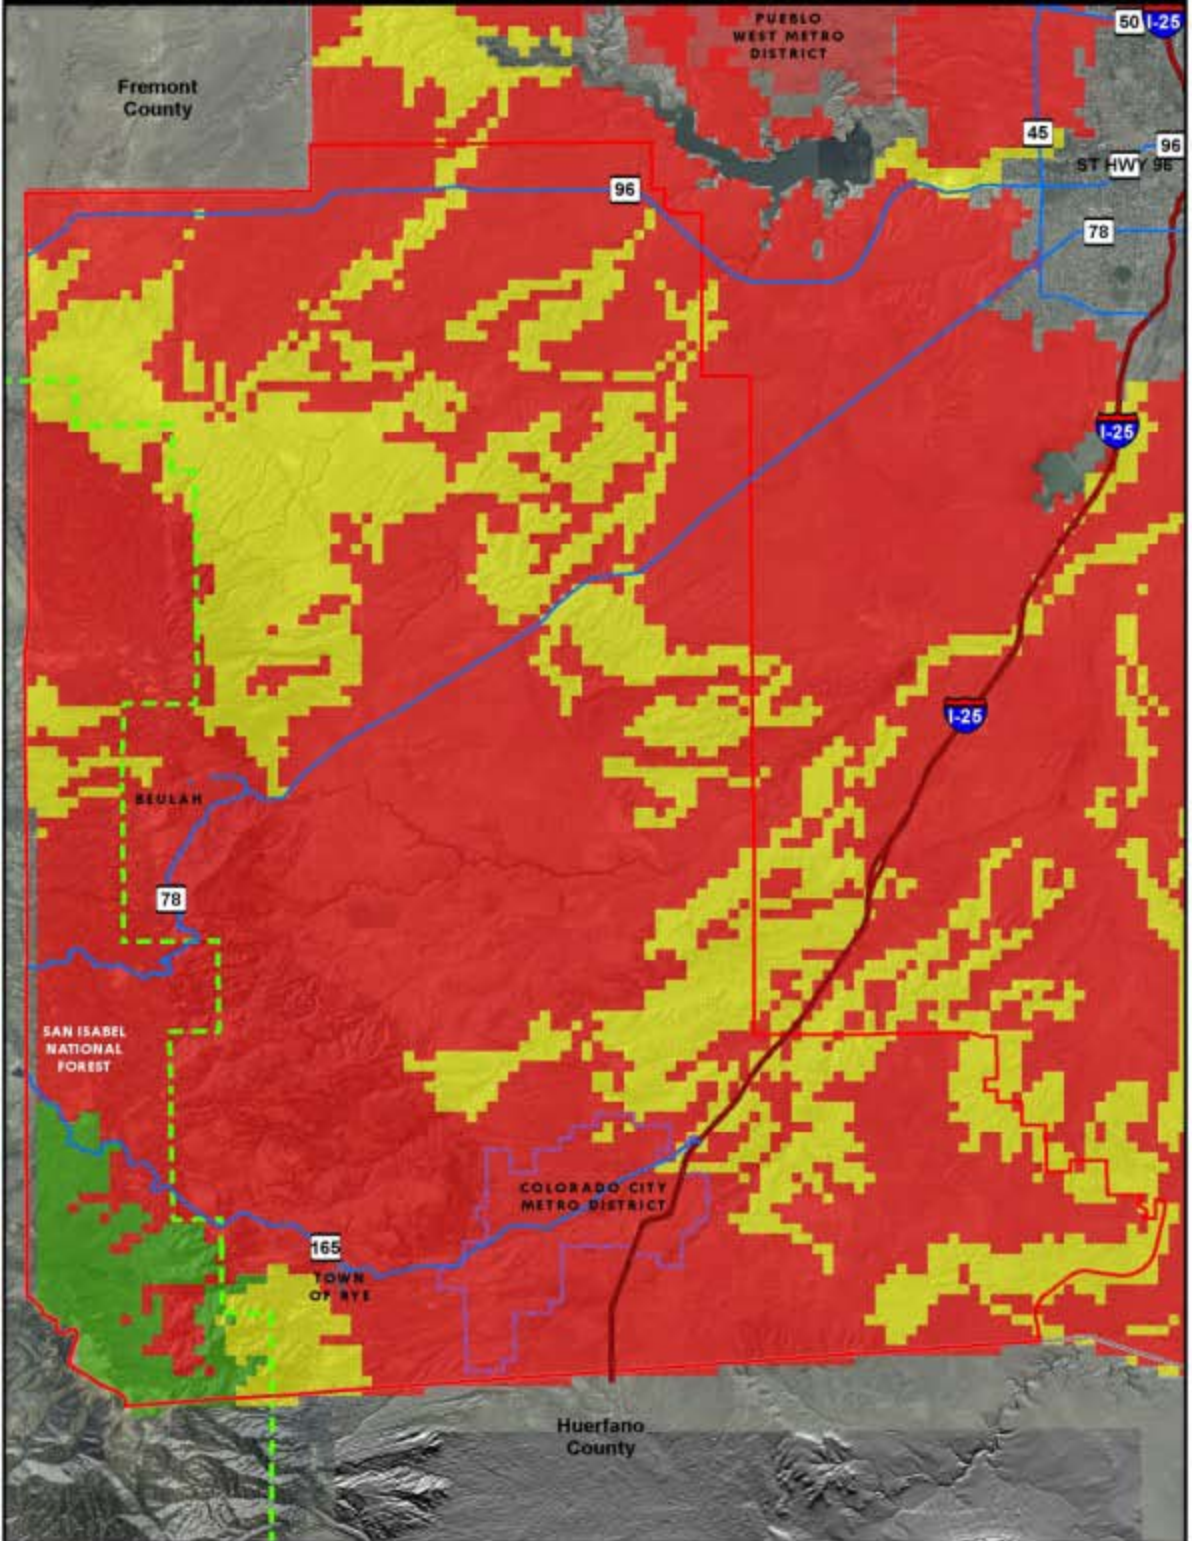 PUEBLO
WEST METRO
DISTRICT
50
I-25
Fremont
County
45
96
ST HWY 96
96
78
I-25
I-25
BEULAH
78
SAN ISABEL
NATIONAL
FOREST
COLORADO CITY
METRO DISTRICT
165
TOWN
OF RYE
Huerfano
County